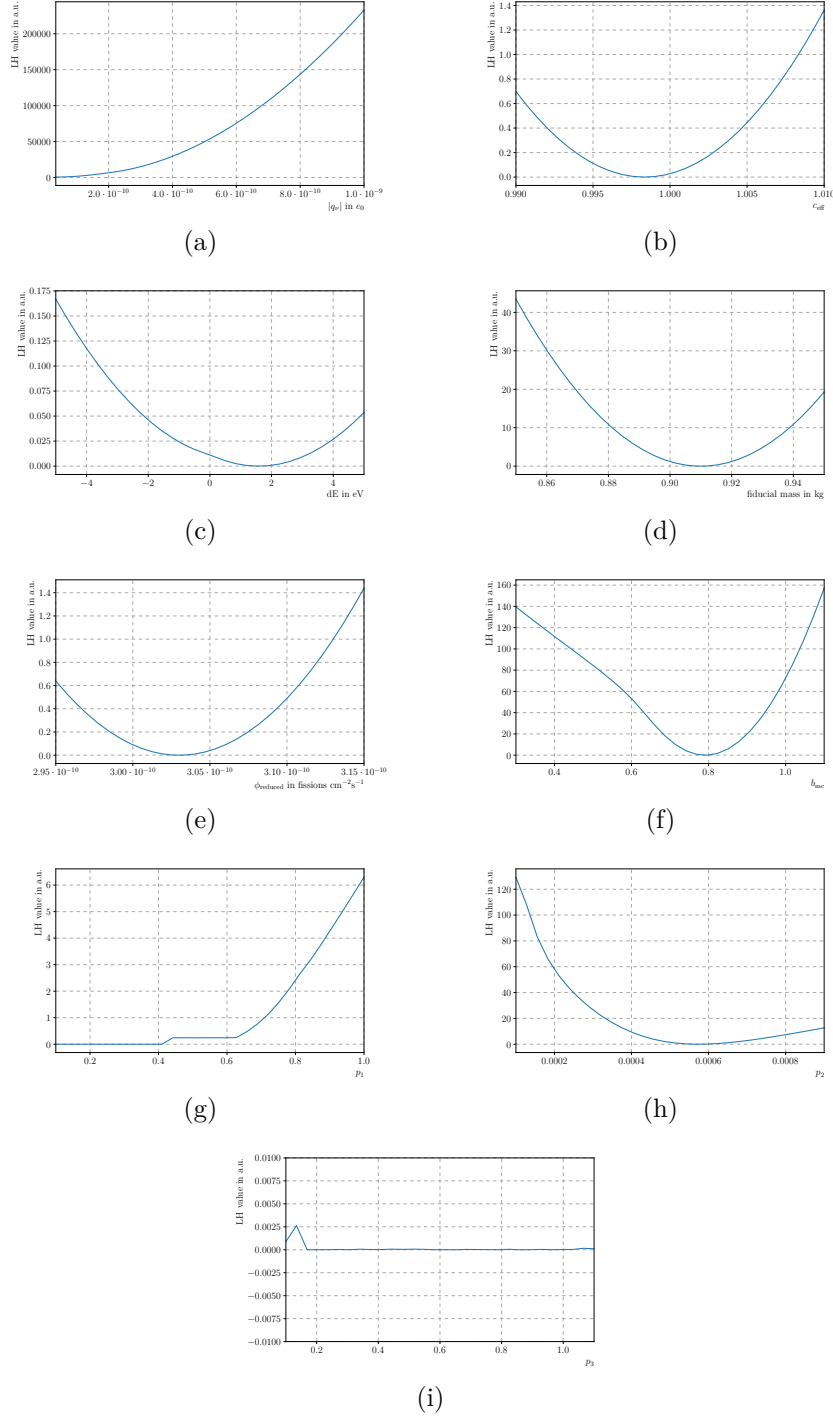 LH value in a.u.
200000
150000
100000
50000
0
2.0 · 10⁻¹⁰ 4.0 · 10⁻¹⁰ 6.0 · 10⁻¹⁰ 8.0 · 10⁻¹⁰ 1.0 · 10⁻⁹
|qᵥ| in e₀
(a)
LH value in a.u.
1.4
1.2
1.0
0.8
0.6
0.4
0.2
0.0
0.990 0.995 1.000 1.005 1.010
c_eff
(b)
LH value in a.u.
0.175
0.150
0.125
0.100
0.075
0.050
0.025
0.000
−4 −2 0 2 4
dE in eV
(c)
LH value in a.u.
40
30
20
10
0
0.86 0.88 0.90 0.92 0.94
fiducial mass in kg
(d)
LH value in a.u.
1.4
1.2
1.0
0.8
0.6
0.4
0.2
0.0
2.95 · 10⁻¹⁰ 3.00 · 10⁻¹⁰ 3.05 · 10⁻¹⁰ 3.10 · 10⁻¹⁰ 3.15 · 10⁻¹⁰
ϕ_reduced in fissions cm⁻²s⁻¹
(e)
LH value in a.u.
160
140
120
100
80
60
40
20
0
0.4 0.6 0.8 1.0
b_mc
(f)
LH value in a.u.
6
5
4
3
2
1
0
0.2 0.4 0.6 0.8 1.0
p₁
(g)
LH value in a.u.
120
100
80
60
40
20
0
0.0002 0.0004 0.0006 0.0008
p₂
(h)
LH value in a.u.
0.0100
0.0075
0.0050
0.0025
0.0000
−0.0025
−0.0050
−0.0075
−0.0100
0.2 0.4 0.6 0.8 1.0
p₃
(i)